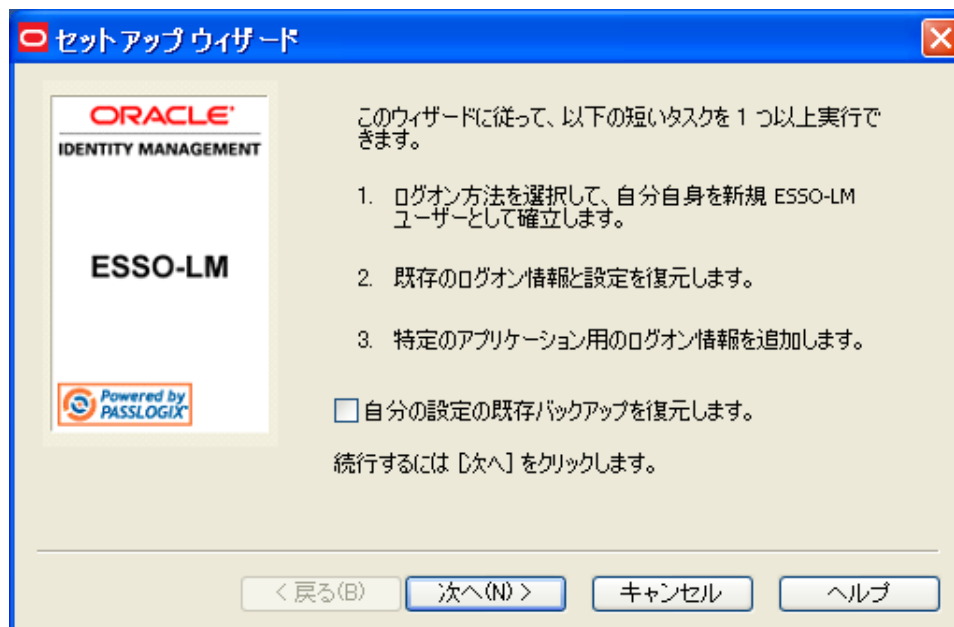 セットアップ ウィザード
ORACLE
IDENTITY MANAGEMENT
ESSO-LM
Powered by
PASSLOGIX
このウィザードに従って、以下の短いタスクを 1 つ以上実行で
きます。
1. ログオン方法を選択して、自分自身を新規 ESSO-LM
ユーザーとして確立します。
2. 既存のログオン情報と設定を復元します。
3. 特定のアプリケーション用のログオン情報を追加します。
自分の設定の既存バックアップを復元します。
続行するには [次へ] をクリックします。
< 戻る(B)
次へ(N) >
キャンセル
ヘルプ